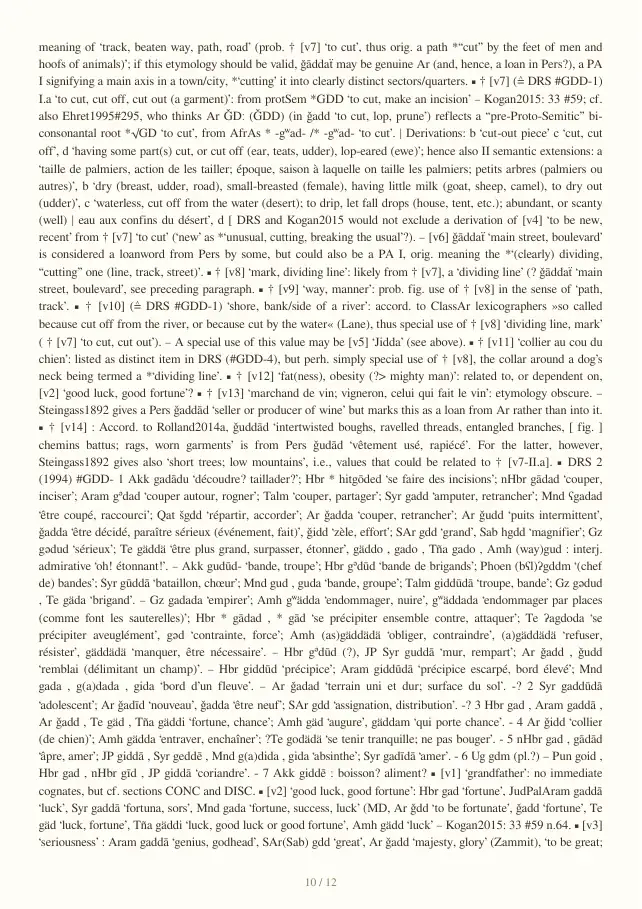 meaning of ‘track, beaten way, path, road’ (prob. † [v7] ‘to cut’, thus orig. a path *“cut” by the feet of men and
hoofs of animals)’; if this etymology should be valid, ǧāddaẗ may be genuine Ar (and, hence, a loan in Pers?), a PA
I signifying a main axis in a town/city, *‘cutting’ it into clearly distinct sectors/quarters. ▪ † [v7] (≙ DRS #GDD-1)
I.a ‘to cut, cut off, cut out (a garment)’: from protSem *GDD ‘to cut, make an incision’ – Kogan2015: 33 #59; cf.
also Ehret1995#295, who thinks Ar ǦD: (ǦDD) (in ǧadd ‘to cut, lop, prune’) reflects a “pre-Proto-Semitic” bi-
consonantal root *√GD ‘to cut’, from AfrAs * -gʷad- /* -gʷad- ‘to cut’. | Derivations: b ‘cut-out piece’ c ‘cut, cut
off’, d ‘having some part(s) cut, or cut off (ear, teats, udder), lop-eared (ewe)’; hence also II semantic extensions: a
‘taille de palmiers, action de les tailler; époque, saison à laquelle on taille les palmiers; petits arbres (palmiers ou
autres)’, b ‘dry (breast, udder, road), small-breasted (female), having little milk (goat, sheep, camel), to dry out
(udder)’, c ‘waterless, cut off from the water (desert); to drip, let fall drops (house, tent, etc.); abundant, or scanty
(well) | eau aux confins du désert’, d [ DRS and Kogan2015 would not exclude a derivation of [v4] ‘to be new,
recent’ from † [v7] ‘to cut’ (‘new’ as *‘unusual, cutting, breaking the usual’?). – [v6] ǧāddaẗ ‘main street, boulevard’
is considered a loanword from Pers by some, but could also be a PA I, orig. meaning the *‘(clearly) dividing,
“cutting” one (line, track, street)’. ▪ † [v8] ‘mark, dividing line’: likely from † [v7], a ‘dividing line’ (? ǧāddaẗ ‘main
street, boulevard’, see preceding paragraph. ▪ † [v9] ‘way, manner’: prob. fig. use of † [v8] in the sense of ‘path,
track’. ▪ † [v10] (≙ DRS #GDD-1) ‘shore, bank/side of a river’: accord. to ClassAr lexicographers »so called
because cut off from the river, or because cut by the water« (Lane), thus special use of † [v8] ‘dividing line, mark’
( † [v7] ‘to cut, cut out’). – A special use of this value may be [v5] ‘Jidda’ (see above). ▪ † [v11] ‘collier au cou du
chien’: listed as distinct item in DRS (#GDD-4), but perh. simply special use of † [v8], the collar around a dog’s
neck being termed a *‘dividing line’. ▪ † [v12] ‘fat(ness), obesity (?> mighty man)’: related to, or dependent on,
[v2] ‘good luck, good fortune’? ▪ † [v13] ‘marchand de vin; vigneron, celui qui fait le vin’: etymology obscure. –
Steingass1892 gives a Pers ǧaddād ‘seller or producer of wine’ but marks this as a loan from Ar rather than into it.
▪ † [v14] : Accord. to Rolland2014a, ǧuddād ‘intertwisted boughs, ravelled threads, entangled branches, [ fig. ]
chemins battus; rags, worn garments’ is from Pers ǧudād ‘vêtement usé, rapiécé’. For the latter, however,
Steingass1892 gives also ‘short trees; low mountains’, i.e., values that could be related to † [v7-II.a]. ▪ DRS 2
(1994) #GDD- 1 Akk gadādu ‘découdre? taillader?’; Hbr * hitgōded ‘se faire des incisions’; nHbr gādad ‘couper,
inciser’; Aram gᵊdad ‘couper autour, rogner’; Talm ‘couper, partager’; Syr gadd ‘amputer, retrancher’; Mnd ʕgadad
‘être coupé, raccourci’; Qat šgdd ‘répartir, accorder’; Ar ǧadda ‘couper, retrancher’; Ar ǧudd ‘puits intermittent’,
ǧadda ‘être décidé, paraître sérieux (événement, fait)’, ǧidd ‘zèle, effort’; SAr gdd ‘grand’, Sab hgdd ‘magnifier’; Gz
gǝdud ‘sérieux’; Te gäddä ‘être plus grand, surpasser, étonner’, gäddo , gado , Tña gado , Amh (way)gud : interj.
admirative ‘oh! étonnant!’. – Akk gudūd- ‘bande, troupe’; Hbr gᵊdūd ‘bande de brigands’; Phoen (bʕl)ʔgddm ‘(chef
de) bandes’; Syr gūddā ‘bataillon, chœur’; Mnd gud , guda ‘bande, groupe’; Talm giddūdā ‘troupe, bande’; Gz gǝdud
, Te gäda ‘brigand’. – Gz gadada ‘empirer’; Amh gʷädda ‘endommager, nuire’, gʷäddada ‘endommager par places
(comme font les sauterelles)’; Hbr * gādad , * gād ‘se précipiter ensemble contre, attaquer’; Te ʔagdoda ‘se
précipiter aveuglément’, gǝd ‘contrainte, force’; Amh (as)gäddädä ‘obliger, contraindre’, (a)gäddädä ‘refuser,
résister’, gäddädä ‘manquer, être nécessaire’. – Hbr gᵊdūd (?), JP Syr guddā ‘mur, rempart’; Ar ǧadd , ǧudd
‘remblai (délimitant un champ)’. – Hbr giddūd ‘précipice’; Aram giddūdā ‘précipice escarpé, bord élevé’; Mnd
gada , g(a)dada , gida ‘bord d’un fleuve’. – Ar ǧadad ‘terrain uni et dur; surface du sol’. -? 2 Syr gaddūdā
‘adolescent’; Ar ǧadīd ‘nouveau’, ǧadda ‘être neuf’; SAr gdd ‘assignation, distribution’. -? 3 Hbr gad , Aram gaddā ,
Ar ǧadd , Te gäd , Tña gäddi ‘fortune, chance’; Amh gäd ‘augure’, gäddam ‘qui porte chance’. - 4 Ar ǧidd ‘collier
(de chien)’; Amh gädda ‘entraver, enchaîner’; ?Te godädä ‘se tenir tranquille; ne pas bouger’. - 5 nHbr gad , gādād
‘âpre, amer’; JP giddā , Syr geddē , Mnd g(a)dida , gida ‘absinthe’; Syr gadīdā ‘amer’. - 6 Ug gdm (pl.?) – Pun goid ,
Hbr gad , nHbr gīd , JP giddā ‘coriandre’. - 7 Akk giddē : boisson? aliment? ▪ [v1] ‘grandfather’: no immediate
cognates, but cf. sections CONC and DISC. ▪ [v2] ‘good luck, good fortune’: Hbr gad ‘fortune’, JudPalAram gaddā
‘luck’, Syr gaddā ‘fortuna, sors’, Mnd gada ‘fortune, success, luck’ (MD, Ar ǧdd ‘to be fortunate’, ǧadd ‘fortune’, Te
gäd ‘luck, fortune’, Tña gäddi ‘luck, good luck or good fortune’, Amh gädd ‘luck’ – Kogan2015: 33 #59 n.64. ▪ [v3]
‘seriousness’ : Aram gaddā ‘genius, godhead’, SAr(Sab) gdd ‘great’, Ar ǧadd ‘majesty, glory’ (Zammit), ‘to be great;
10 / 12